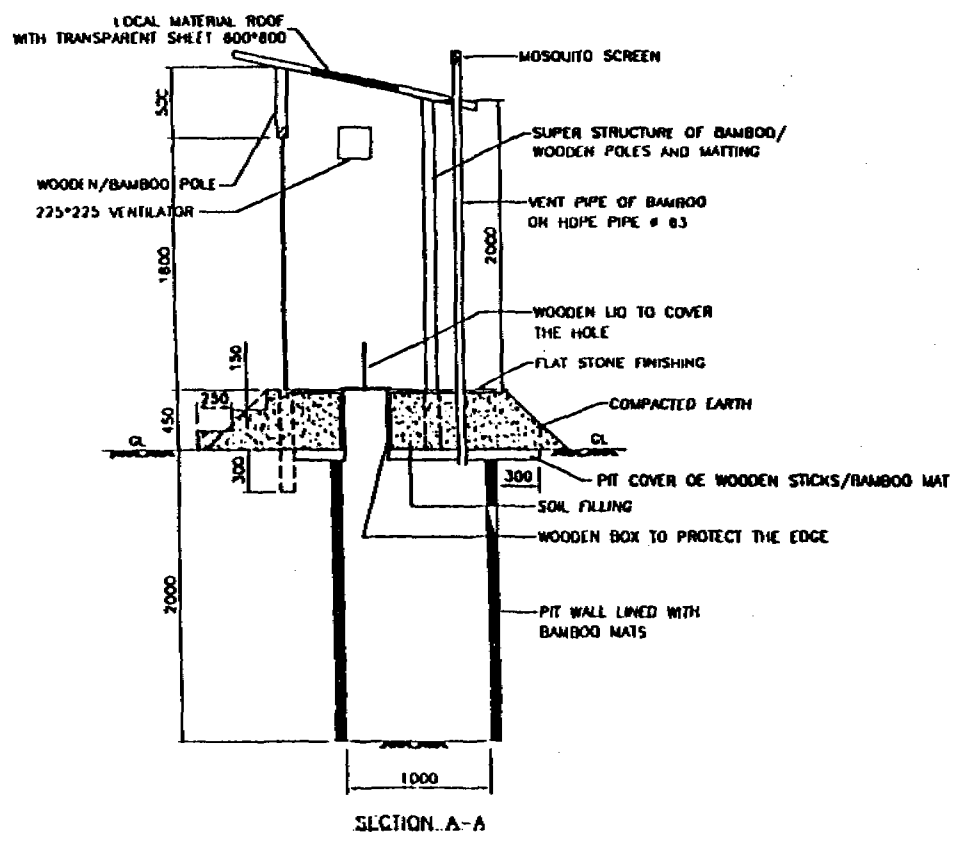 LOCAL MATERIAL ROOF
WITH TRANSPARENT SHEET 600*800
MOSQUITO SCREEN
500
SUPER STRUCTURE OF BAMBOO/
WOODEN POLES AND MATTING
WOODEN/BAMBOO POLE
225*225 VENTILATOR
VENT PIPE OF BAMBOO
OR HDPE PIPE ø 63
2000
1800
WOODEN LID TO COVER
THE HOLE
150
FLAT STONE FINISHING
250
COMPACTED EARTH
450
GL
GL
300
300
PIT COVER OE WOODEN STICKS/BAMBOO MAT
SOIL FILLING
WOODEN BOX TO PROTECT THE EDGE
2000
PIT WALL LINED WITH
BAMBOO MATS
1000
SECTION A-A